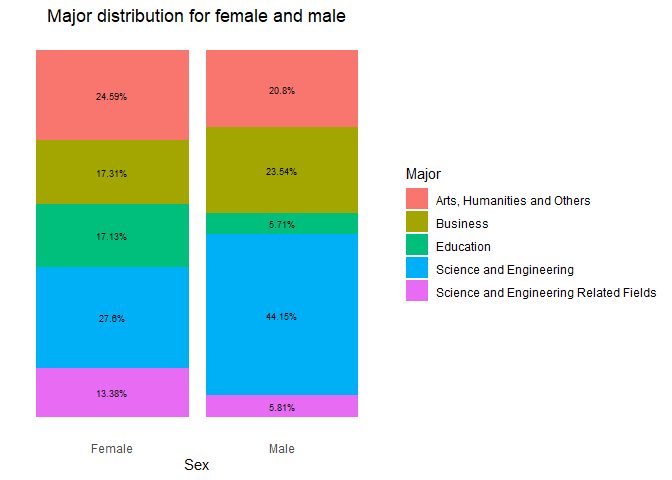 Major distribution for female and male
24.59%
20.8%
17.31%
23.54%
17.13%
5.71%
27.6%
44.15%
13.38%
5.81%
Female
Male
Sex
Major
Arts, Humanities and Others
Business
Education
Science and Engineering
Science and Engineering Related Fields